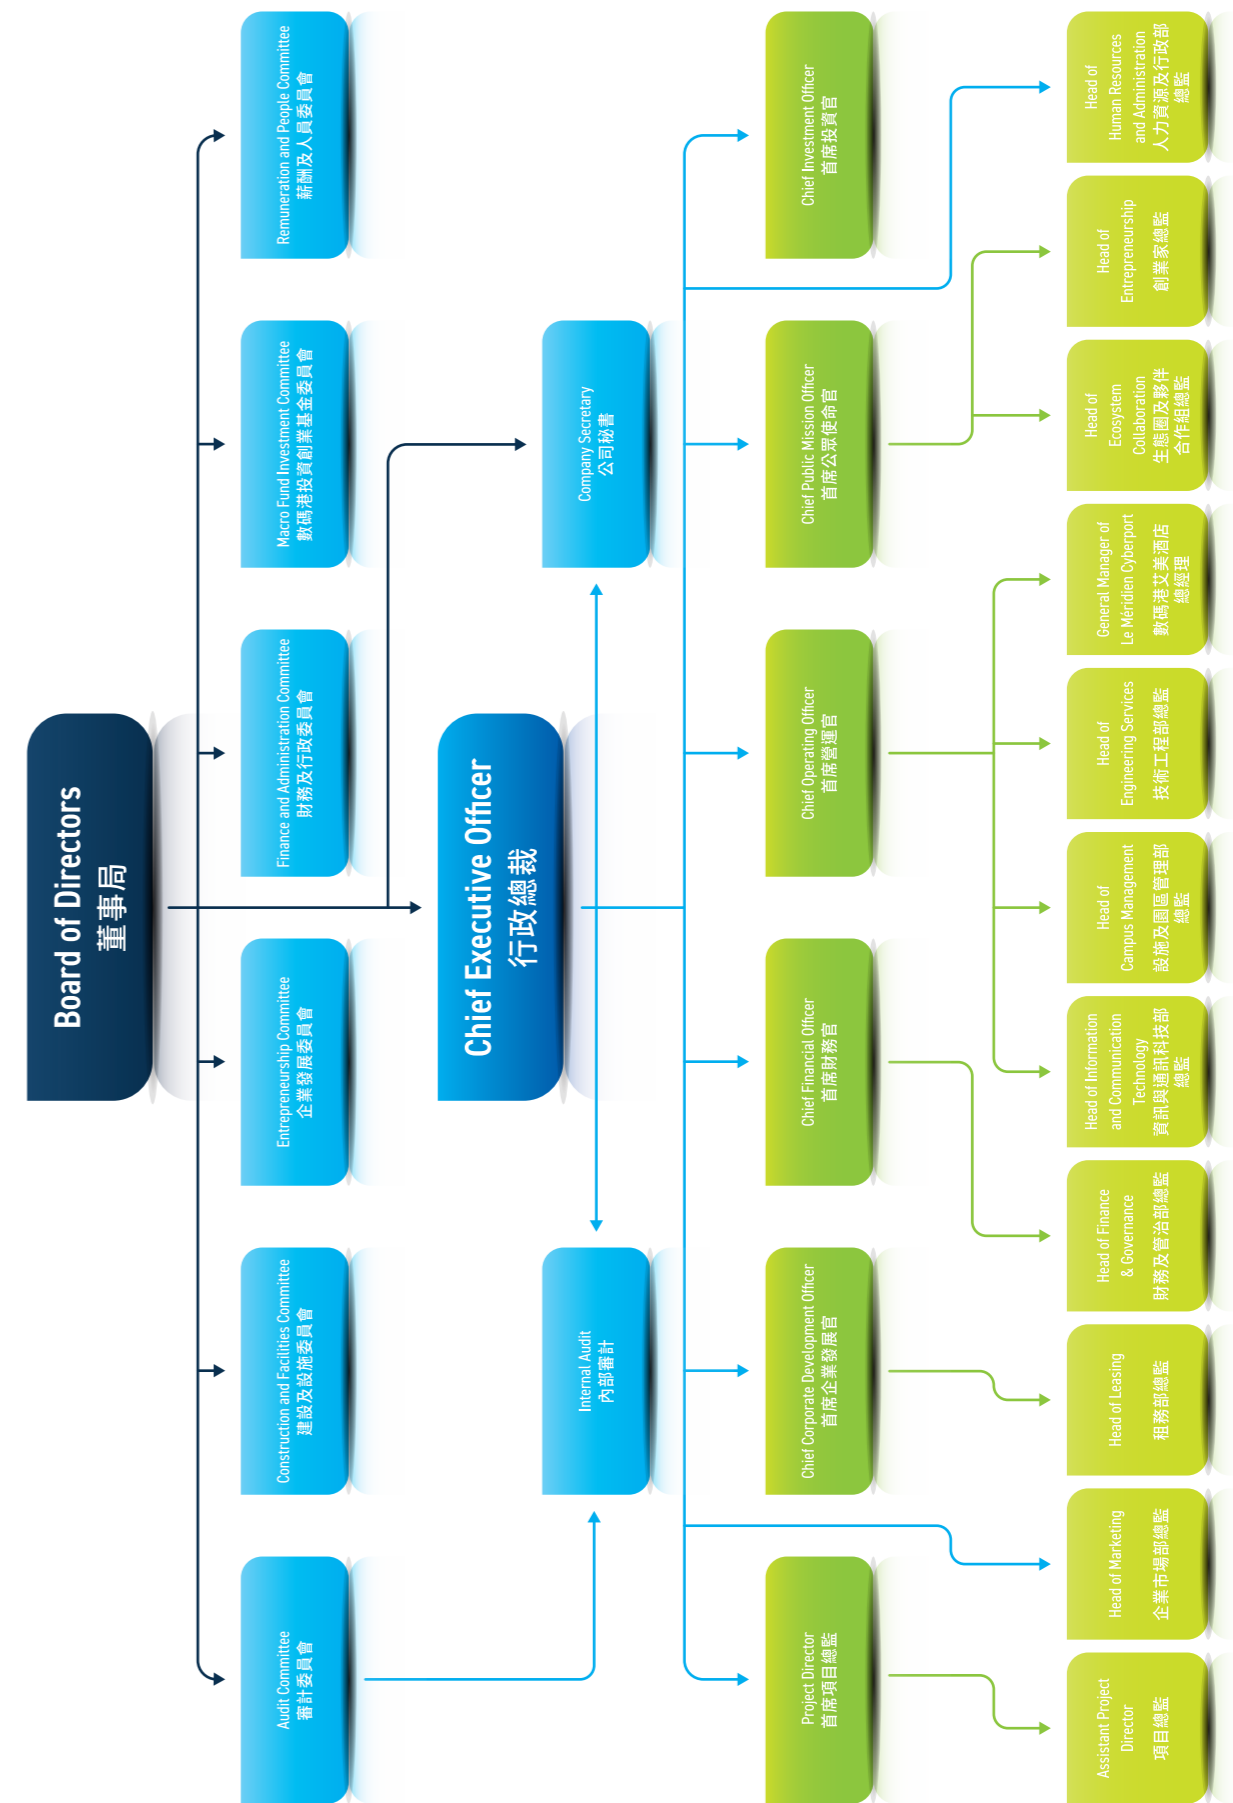 Board of Directors
董事局
Audit Committee
審計委員會
Construction and Facilities Committee
建設及設施委員會
Entrepreneurship Committee
企業發展委員會
Finance and Administration Committee
財務及行政委員會
Macro Fund Investment Committee
數碼港投資創業基金委員會
Remuneration and People Committee
薪酬及人員委員會
Chief Executive Officer
行政總裁
Internal Audit
內部審計
Company Secretary
公司秘書
Project Director
首席項目總監
Chief Corporate Development Officer
首席企業發展官
Chief Financial Officer
首席財務官
Chief Operating Officer
首席營運官
Chief Public Mission Officer
首席公眾使命官
Chief Investment Officer
首席投資官
Assistant Project
Director
項目總監
Head of Marketing
企業市場部總監
Head of Leasing
租務部總監
Head of Finance
& Governance
財務及管治部總監
Head of Information
and Communication
Technology
資訊與通訊科技部
總監
Head of
Campus Management
設施及園區管理部
總監
Head of
Engineering Services
技術工程部總監
General Manager of
Le Méridien Cyberport
數碼港艾美酒店
總經理
Head of
Ecosystem
Collaboration
生態圈及夥伴
合作組總監
Head of
Entrepreneurship
創業家總監
Head of
Human Resources
and Administration
人力資源及行政部
總監